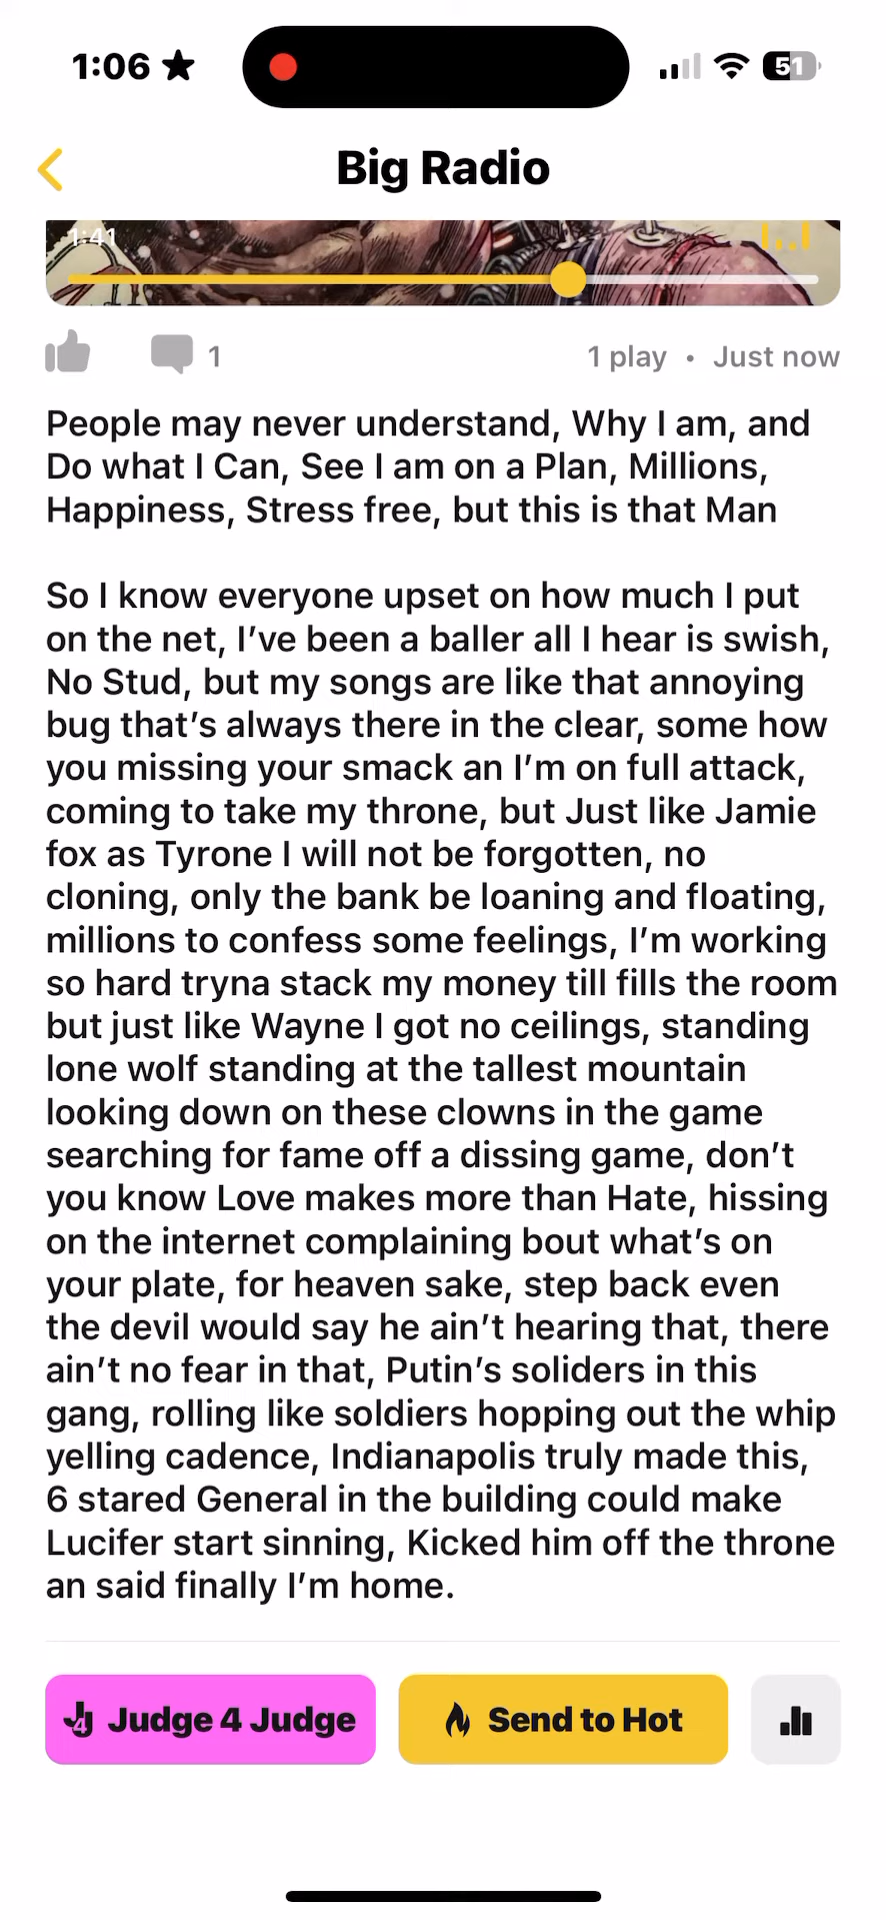 1:06
51
Big Radio
1:41
1
1 play • Just now
People may never understand, Why I am, and
Do what I Can, See I am on a Plan, Millions,
Happiness, Stress free, but this is that Man
So I know everyone upset on how much I put
on the net, I’ve been a baller all I hear is swish,
No Stud, but my songs are like that annoying
bug that’s always there in the clear, some how
you missing your smack an I’m on full attack,
coming to take my throne, but Just like Jamie
fox as Tyrone I will not be forgotten, no
cloning, only the bank be loaning and floating,
millions to confess some feelings, I’m working
so hard tryna stack my money till fills the room
but just like Wayne I got no ceilings, standing
lone wolf standing at the tallest mountain
looking down on these clowns in the game
searching for fame off a dissing game, don’t
you know Love makes more than Hate, hissing
on the internet complaining bout what’s on
your plate, for heaven sake, step back even
the devil would say he ain’t hearing that, there
ain’t no fear in that, Putin’s soliders in this
gang, rolling like soldiers hopping out the whip
yelling cadence, Indianapolis truly made this,
6 stared General in the building could make
Lucifer start sinning, Kicked him off the throne
an said finally I’m home.
J4 Judge 4 Judge
Send to Hot